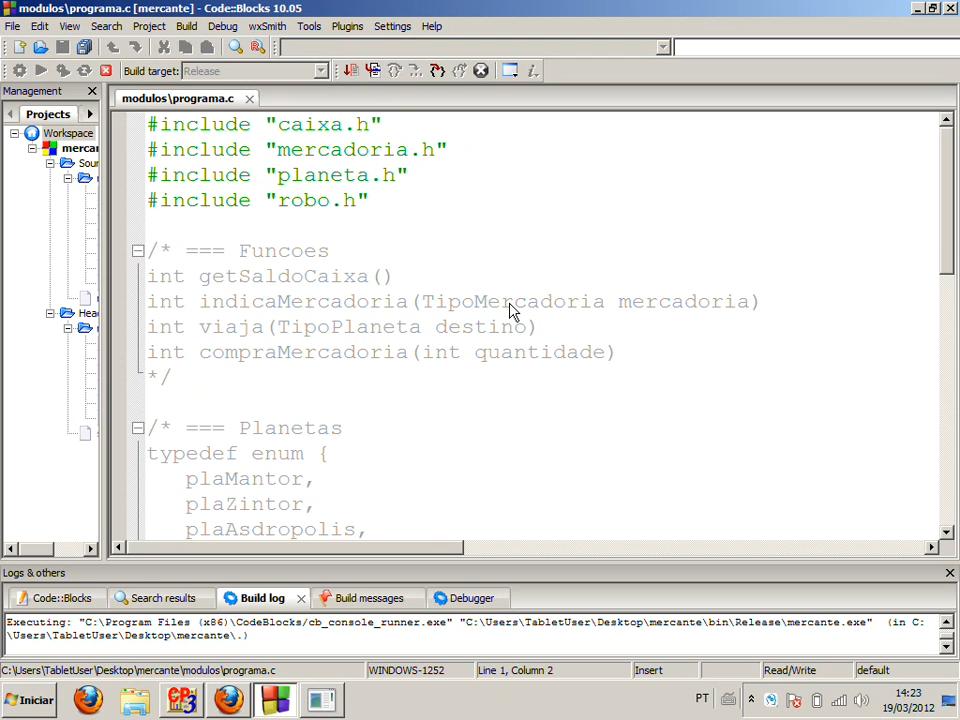 modulos\programa.c [mercante] - Code::Blocks 10.05
File Edit View Search Project Build Debug wxSmith Tools Plugins Settings Help
Build target: Release
Management
modulos\programa.c
Projects
Workspace
mercan
Sour
Head
#include "caixa.h"
#include "mercadoria.h"
#include "planeta.h"
#include "robo.h"
/* === Funcoes
int getSaldoCaixa()
int indicaMercadoria(TipoMercadoria mercadoria)
int viaja(TipoPlaneta destino)
int compraMercadoria(int quantidade)
*/
/* === Planetas
typedef enum {
plaMantor,
plaZintor,
plaAsdropolis,
Logs & others
Code::Blocks Search results Build log Build messages Debugger
Executing: "C:\Program Files (x86)\CodeBlocks/cb_console_runner.exe" "C:\Users\TabletUser\Desktop\mercante\bin\Release\mercante.exe" (in C:
\Users\TabletUser\Desktop\mercante\.)
C:\Users\TabletUser\Desktop\mercante\modulos\programa.c WINDOWS-1252 Line 1, Column 2 Insert Read/Write default
Iniciar PT 14:23
19/03/2012